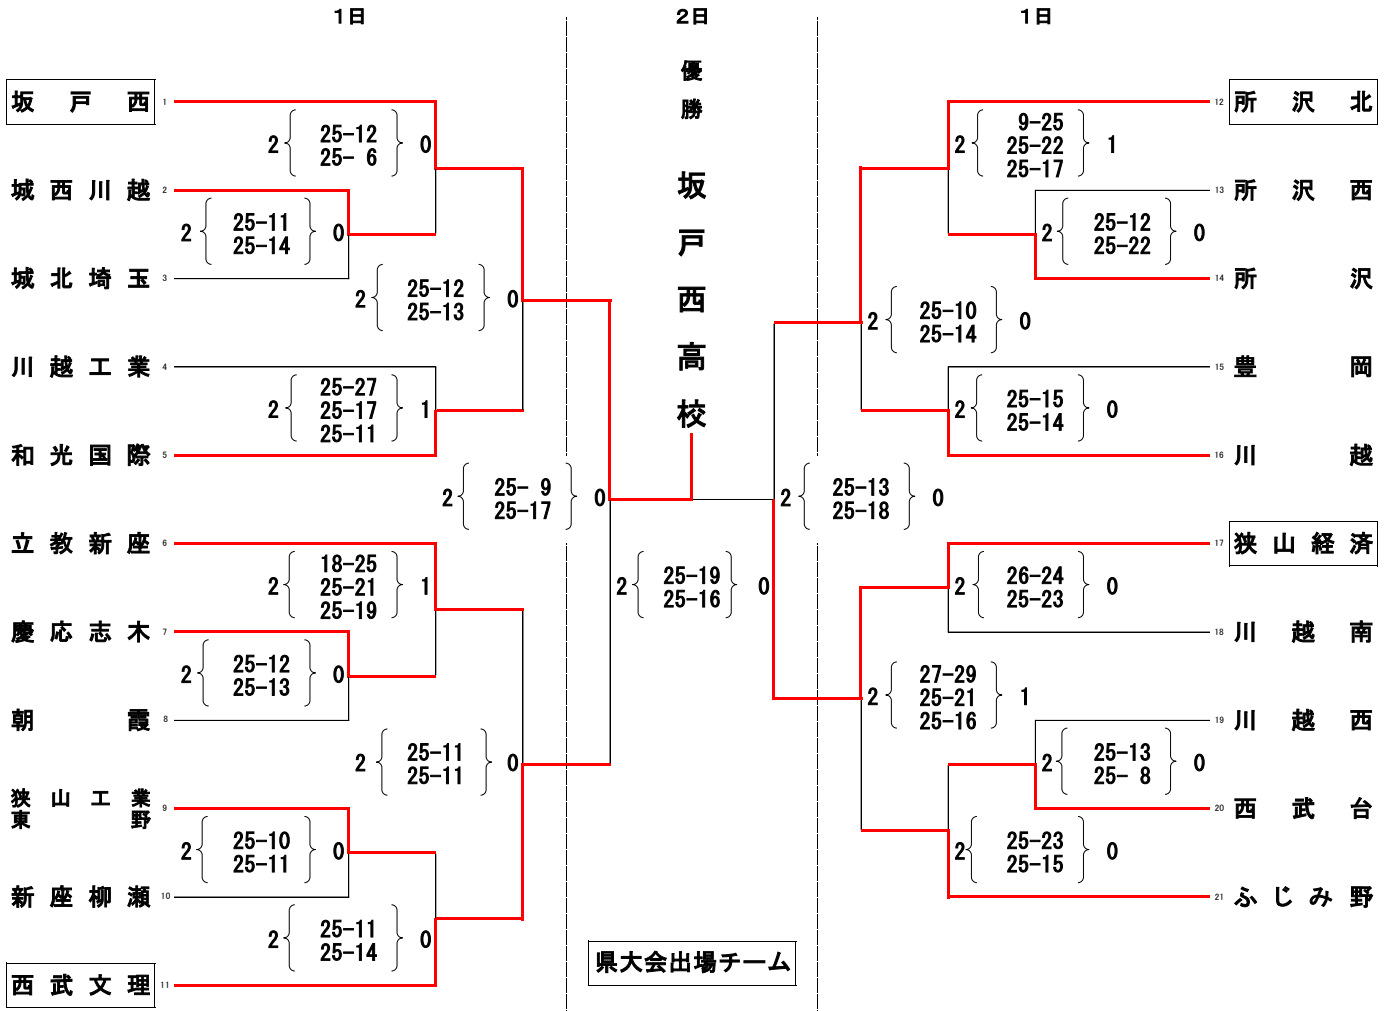 1日
2日
1日
優勝
坂戸西高校
坂戸西 1
2 25-12 0
25- 6
城西川越 2
2 25-11 0
25-14
城北埼玉 3
2 25-12 0
25-13
川越工業 4
2 25-27 1
25-17
25-11
和光国際 5
2 25- 9 0
25-17
立教新座 6
2 18-25 1
25-21
25-19
慶応志木 7
2 25-12 0
25-13
朝霞 8
2 25-11 0
25-11
狭山工業 9
東野
2 25-10 0
25-11
新座柳瀬 10
2 25-11 0
25-14
西武文理 11
2 25-19 0
25-16
県大会出場チーム
12 所沢北
2 9-25 1
25-22
25-17
13 所沢西
2 25-12 0
25-22
14 所沢
2 25-10 0
25-14
15 豊岡
2 25-15 0
25-14
16 川越
2 25-13 0
25-18
17 狭山経済
2 26-24 0
25-23
18 川越南
2 27-29 1
25-21
25-16
19 川越西
2 25-13 0
25- 8
20 西武台
2 25-23 0
25-15
21 ふじみ野